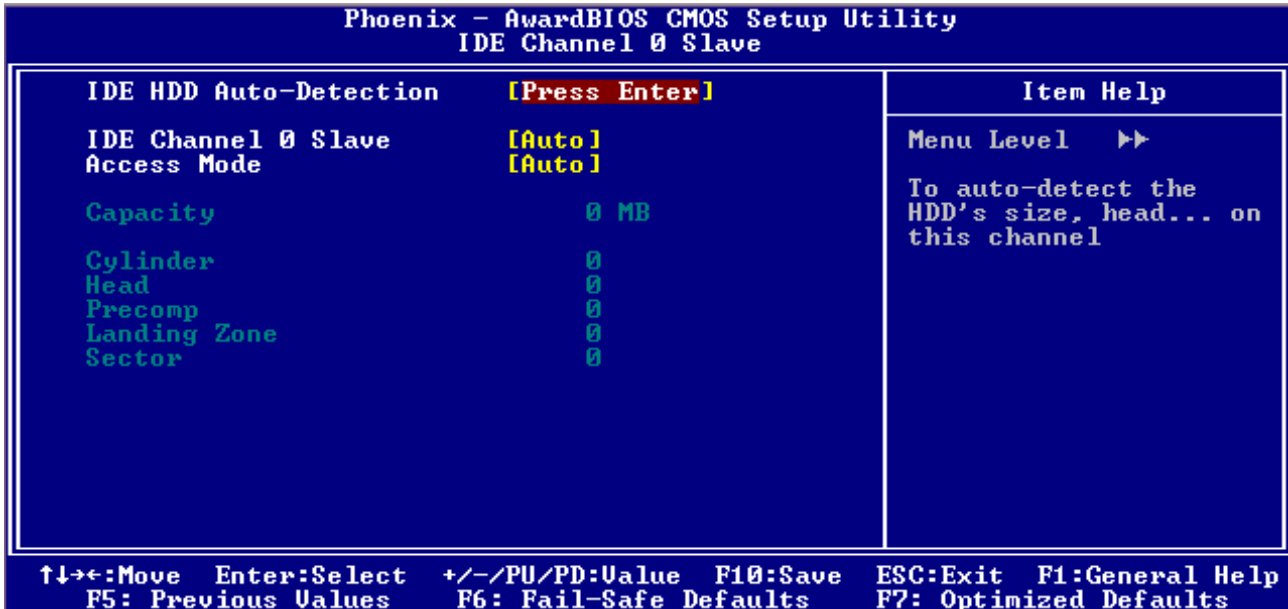 Phoenix - AwardBIOS CMOS Setup Utility
IDE Channel 0 Slave
IDE HDD Auto-Detection [Press Enter]
IDE Channel 0 Slave [Auto]
Access Mode [Auto]
Capacity 0 MB
Cylinder 0
Head 0
Precomp 0
Landing Zone 0
Sector 0
Item Help
Menu Level ▸▸
To auto-detect the
HDD's size, head... on
this channel
↑↓→←:Move Enter:Select +/-/PU/PD:Value F10:Save ESC:Exit F1:General Help
F5: Previous Values F6: Fail-Safe Defaults F7: Optimized Defaults